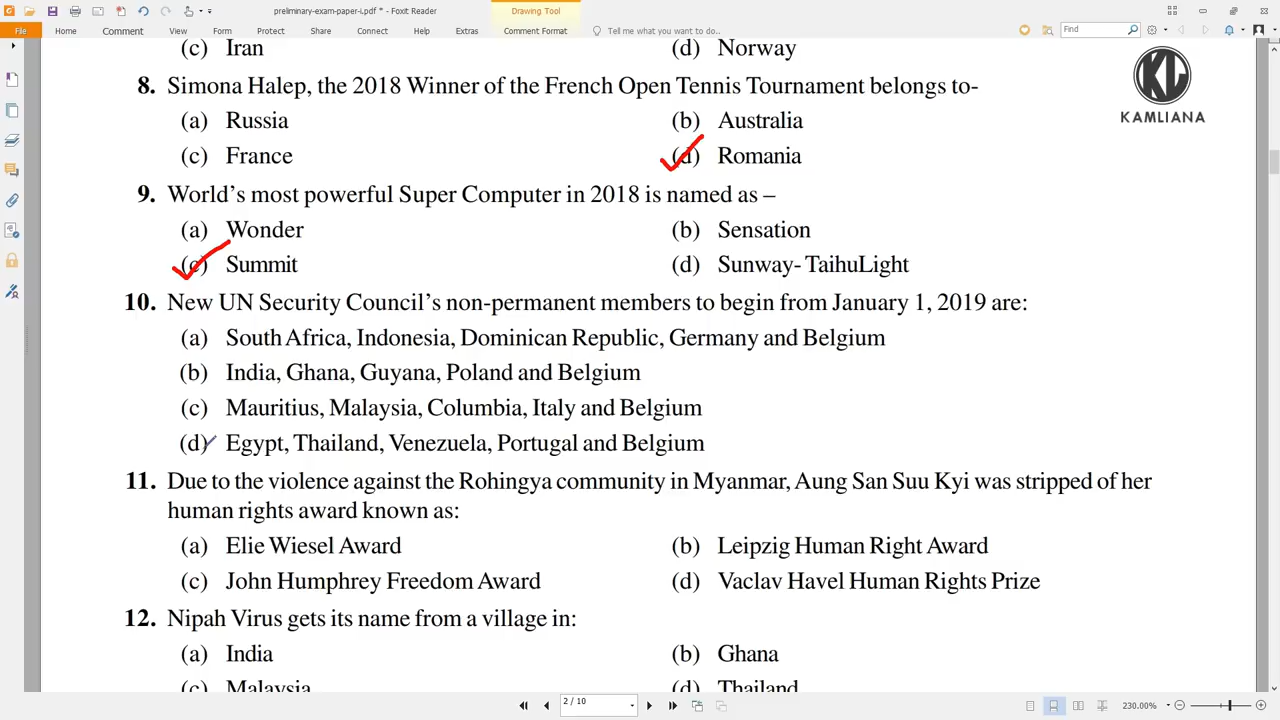 preliminary-exam-paper-i.pdf * - Foxit Reader
Drawing Tool
File Home Comment View Form Protect Share Connect Help Extras Comment Format Tell me what you want to do.. Find
(c) Iran (d) Norway
KL
KAMLIANA
8. Simona Halep, the 2018 Winner of the French Open Tennis Tournament belongs to-
(a) Russia (b) Australia
(c) France (d) Romania
9. World's most powerful Super Computer in 2018 is named as –
(a) Wonder (b) Sensation
(c) Summit (d) Sunway- TaihuLight
10. New UN Security Council's non-permanent members to begin from January 1, 2019 are:
(a) South Africa, Indonesia, Dominican Republic, Germany and Belgium
(b) India, Ghana, Guyana, Poland and Belgium
(c) Mauritius, Malaysia, Columbia, Italy and Belgium
(d) Egypt, Thailand, Venezuela, Portugal and Belgium
11. Due to the violence against the Rohingya community in Myanmar, Aung San Suu Kyi was stripped of her
human rights award known as:
(a) Elie Wiesel Award (b) Leipzig Human Right Award
(c) John Humphrey Freedom Award (d) Vaclav Havel Human Rights Prize
12. Nipah Virus gets its name from a village in:
(a) India (b) Ghana
(c) Malaysia (d) Thailand
2 / 10 230.00%